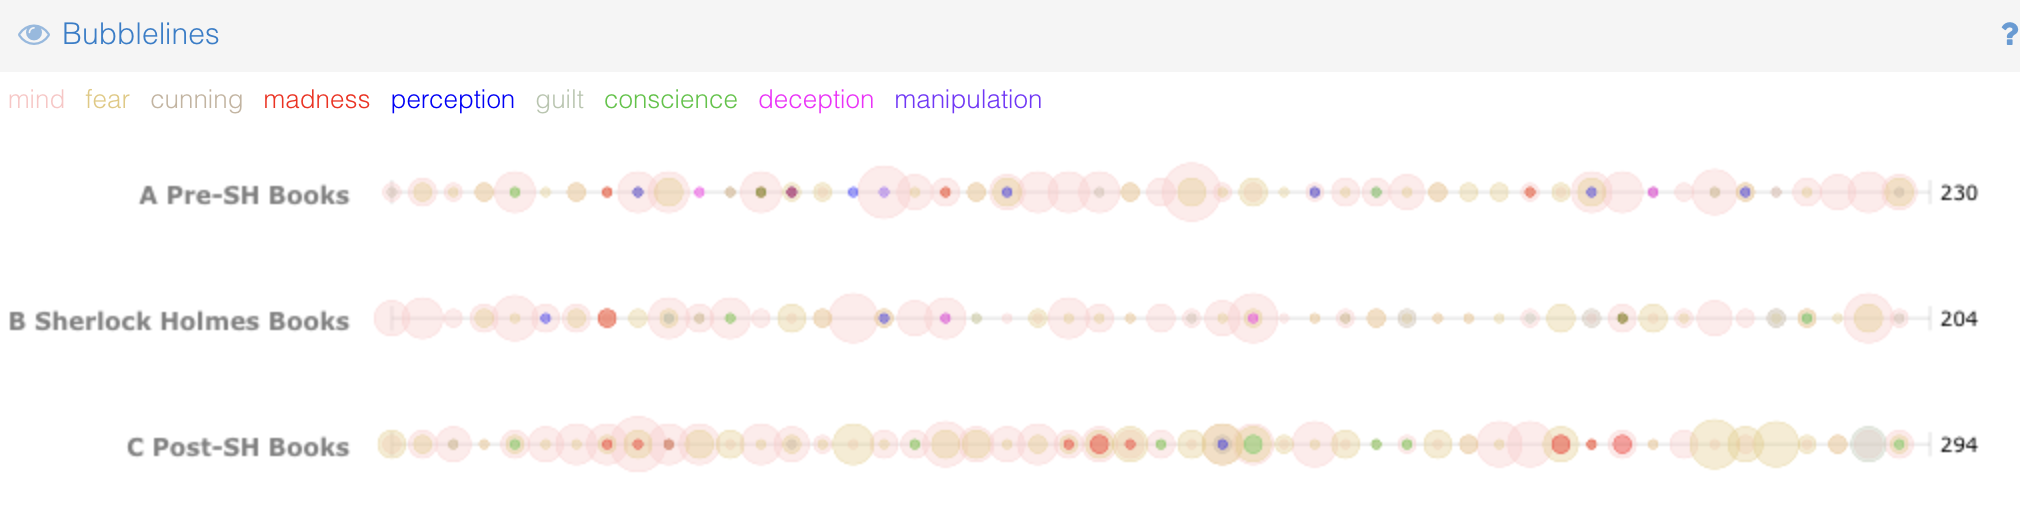 Bubblelines ?
mind fear cunning madness perception guilt conscience deception manipulation
A Pre-SH Books 230
B Sherlock Holmes Books 204
C Post-SH Books 294